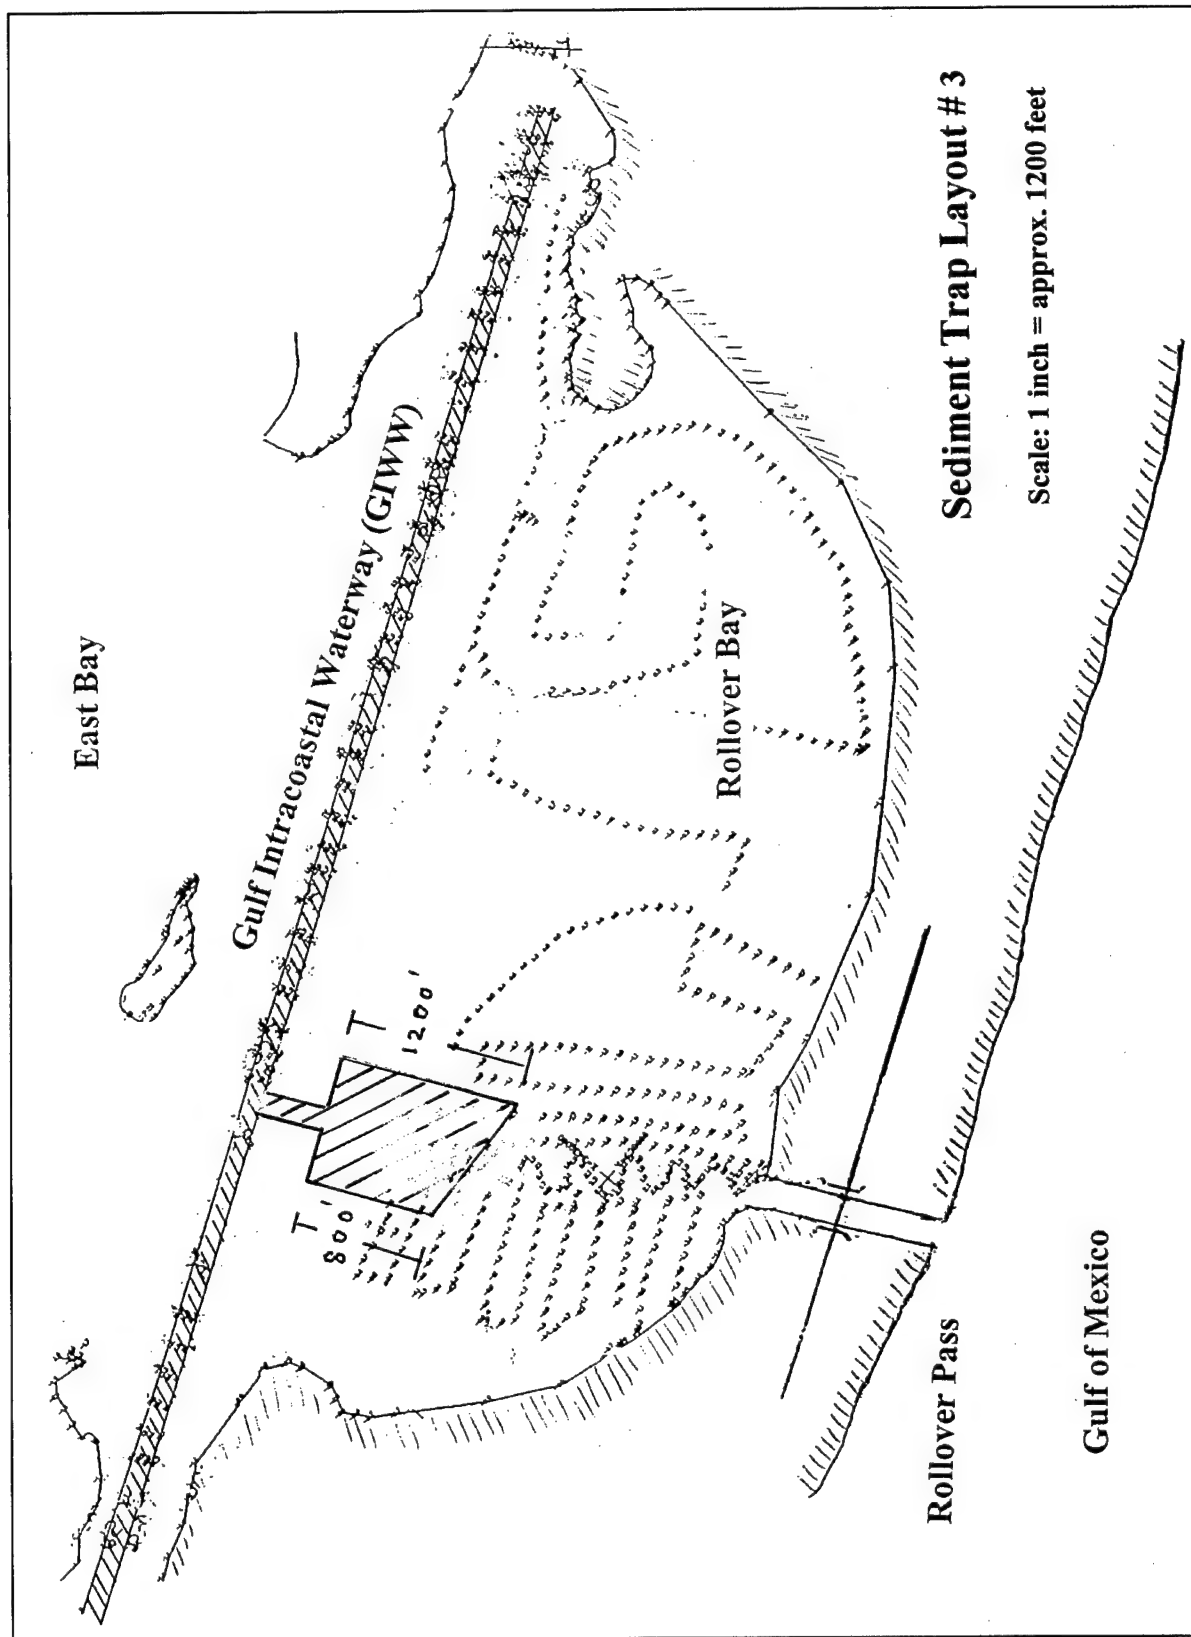 East Bay
Gulf Intracoastal Waterway (GIWW)
1200'
800'
Rollover Bay
Rollover Pass
Sediment Trap Layout # 3
Scale: 1 inch = approx. 1200 feet
Gulf of Mexico